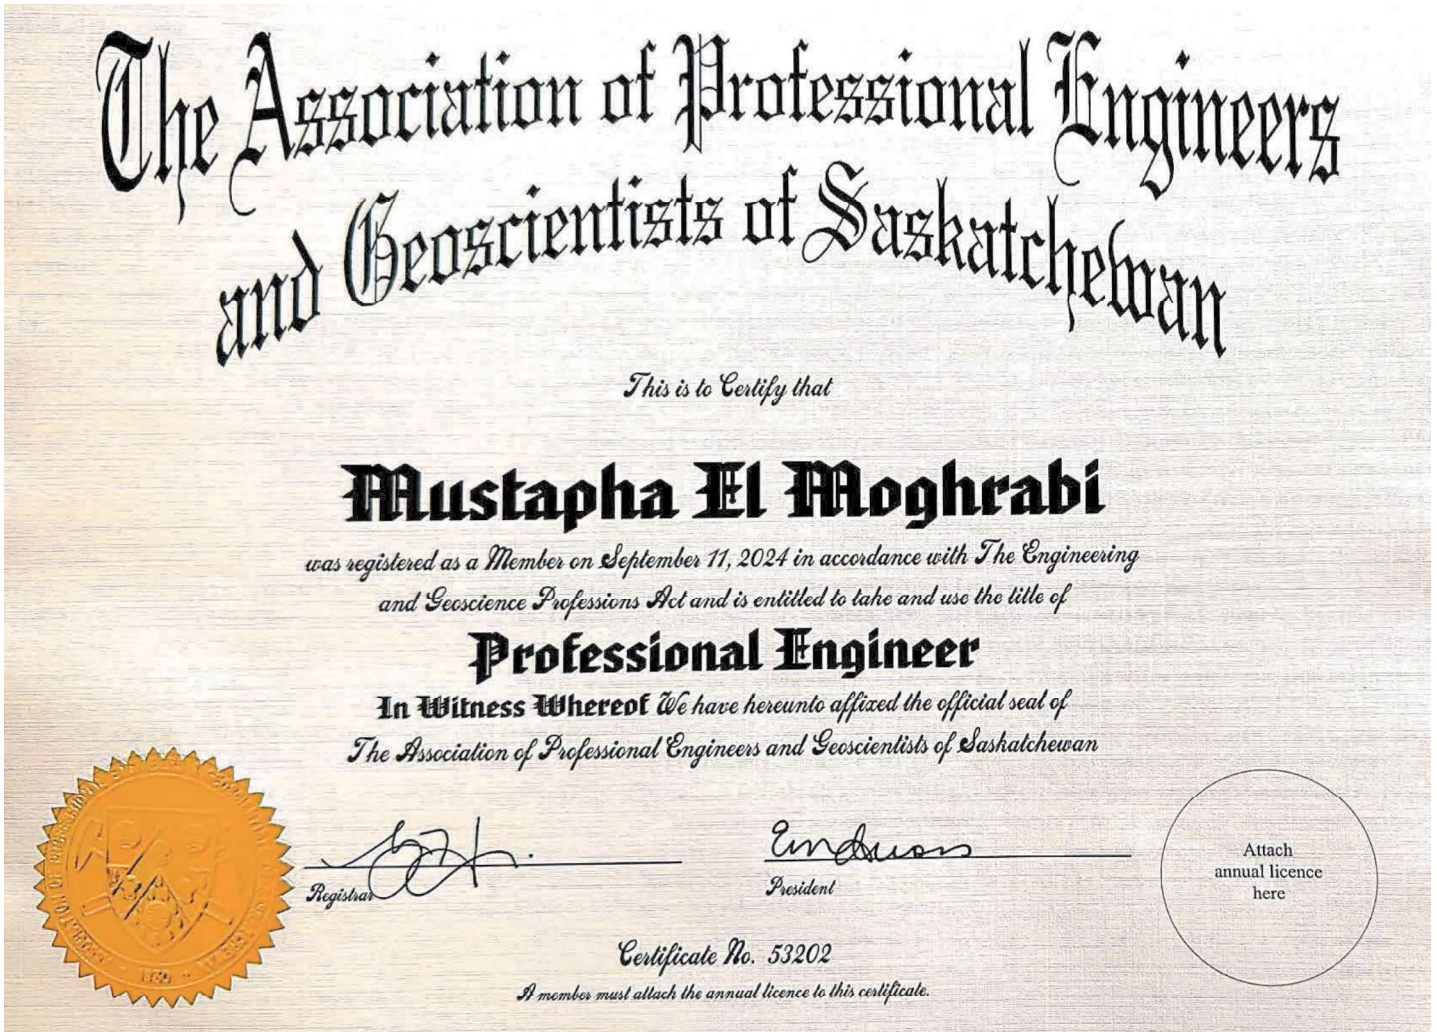 The Association of Professional Engineers
and Geoscientists of Saskatchewan
This is to Certify that
Mustapha El Moghrabi
was registered as a Member on September 11, 2024 in accordance with The Engineering
and Geoscience Professions Act and is entitled to take and use the title of
Professional Engineer
In Witness Whereof We have hereunto affixed the official seal of
The Association of Professional Engineers and Geoscientists of Saskatchewan
Registrar
President
Attach
annual licence
here
Certificate No. 53202
A member must attach the annual licence to this certificate.